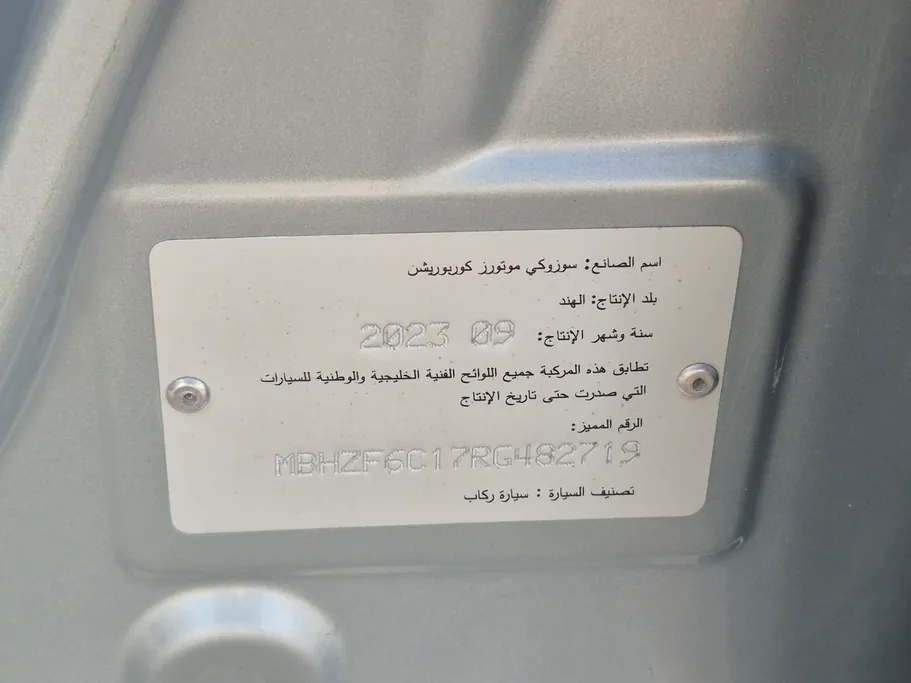 اسم الصانع: سوزوكي موتورز كوربوريشن
بلد الإنتاج: الهند
سنة وشهر الإنتاج: 2023 09
تطابق هذه المركبة جميع اللوائح الفنية الخليجية والوطنية للسيارات
التي صدرت حتى تاريخ الإنتاج
الرقم المميز:
MBHZF6C17RG482719
تصنيف السيارة : سيارة ركاب